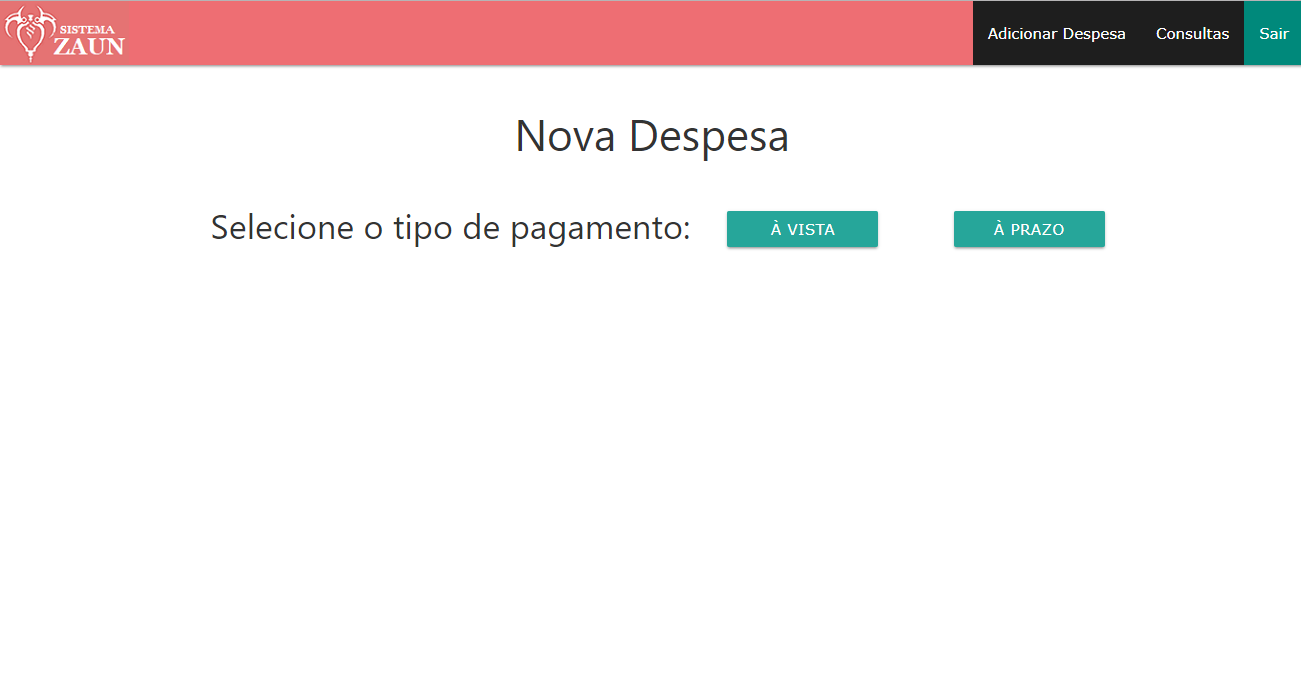 SISTEMA
ZAUN
Adicionar Despesa Consultas Sair
Nova Despesa
Selecione o tipo de pagamento: À VISTA À PRAZO